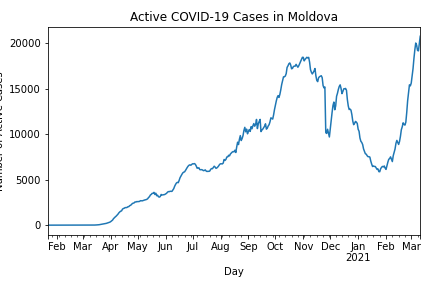 Active COVID-19 Cases in Moldova
20000
15000
10000
5000
0
Number of Active Cases
Feb Mar Apr May Jun Jul Aug Sep Oct Nov Dec Jan Feb Mar
2021
Day